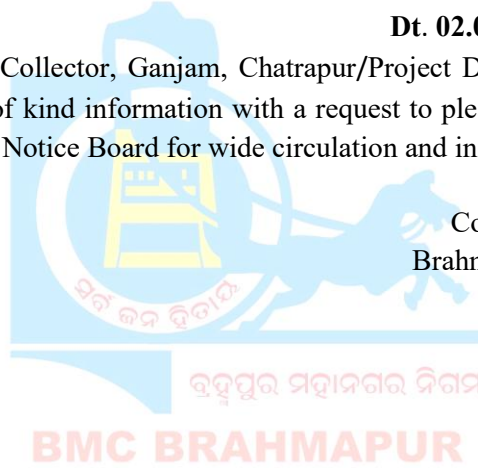 Dt. 02.0
Collector, Ganjam, Chatrapur/Project D
of kind information with a request to ple
Notice Board for wide circulation and in
Co
Brahm
ସର୍ବ ଜନ ହିତାୟ
ବ୍ରହ୍ମପୁର ମହାନଗର ନିଗମ
BMC BRAHMAPUR